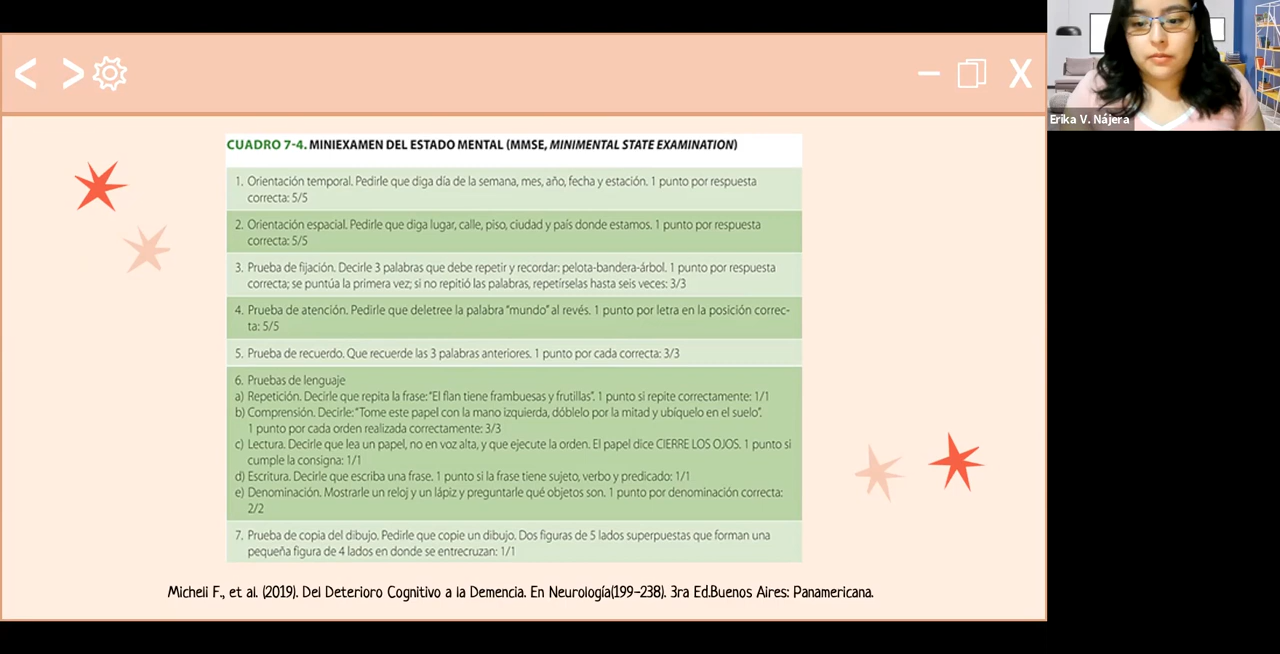 CUADRO 7-4. MINIEXAMEN DEL ESTADO MENTAL (MMSE, MINIMENTAL STATE EXAMINATION)
1. Orientación temporal. Pedirle que diga día de la semana, mes, año, fecha y estación. 1 punto por respuesta
correcta: 5/5
2. Orientación espacial. Pedirle que diga lugar, calle, piso, ciudad y país donde estamos. 1 punto por respuesta
correcta: 5/5
3. Prueba de fijación. Decirle 3 palabras que debe repetir y recordar: pelota-bandera-árbol. 1 punto por respuesta
correcta; se puntúa la primera vez; si no repitió las palabras, repetírselas hasta seis veces: 3/3
4. Prueba de atención. Pedirle que deletree la palabra "mundo" al revés. 1 punto por letra en la posición correc-
ta: 5/5
5. Prueba de recuerdo. Que recuerde las 3 palabras anteriores. 1 punto por cada correcta: 3/3
6. Pruebas de lenguaje
a) Repetición. Decirle que repita la frase: "El flan tiene frambuesas y frutillas". 1 punto si repite correctamente: 1/1
b) Comprensión. Decirle: "Tome este papel con la mano izquierda, dóblelo por la mitad y ubíquelo en el suelo".
1 punto por cada orden realizada correctamente: 3/3
c) Lectura. Decirle que lea un papel, no en voz alta, y que ejecute la orden. El papel dice CIERRE LOS OJOS. 1 punto si
cumple la consigna: 1/1
d) Escritura. Decirle que escriba una frase. 1 punto si la frase tiene sujeto, verbo y predicado: 1/1
e) Denominación. Mostrarle un reloj y un lápiz y preguntarle qué objetos son. 1 punto por denominación correcta:
2/2
7. Prueba de copia del dibujo. Pedirle que copie un dibujo. Dos figuras de 5 lados superpuestas que forman una
pequeña figura de 4 lados en donde se entrecruzan: 1/1
Micheli F., et al. (2019). Del Deterioro Cognitivo a la Demencia. En Neurología(199-238). 3ra Ed.Buenos Aires: Panamericana.
Erika V. Nájera